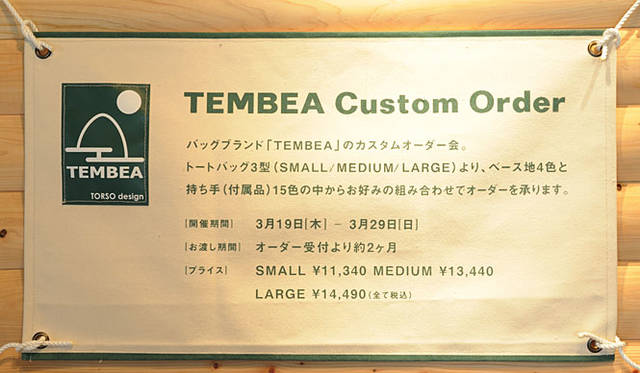 TEMBEA
TORSO design
TEMBEA Custom Order
バッグブランド「TEMBEA」のカスタムオーダー会。
トートバッグ3型（SMALL/MEDIUM/LARGE）より、ベース地4色と
持ち手（付属品）15色の中からお好みの組み合わせでオーダーを承ります。
［開催期間］ 3月19日［木］ – 3月29日［日］
［お渡し期間］ オーダー受付より約2ヶ月
［プライス］ SMALL ¥11,340 MEDIUM ¥13,440
LARGE ¥14,490（全て税込）